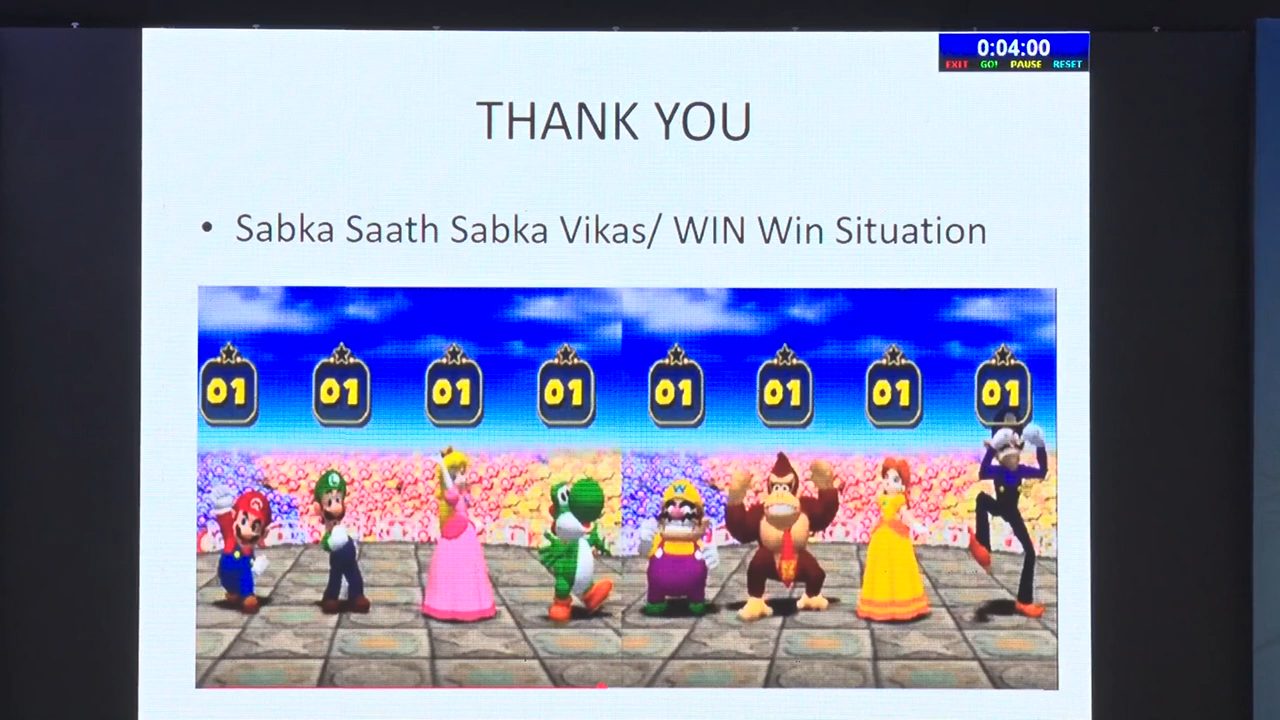 0:04:00
EXIT GO! PAUSE RESET
THANK YOU
• Sabka Saath Sabka Vikas/ WIN Win Situation
01 01 01 01 01 01 01 01
L